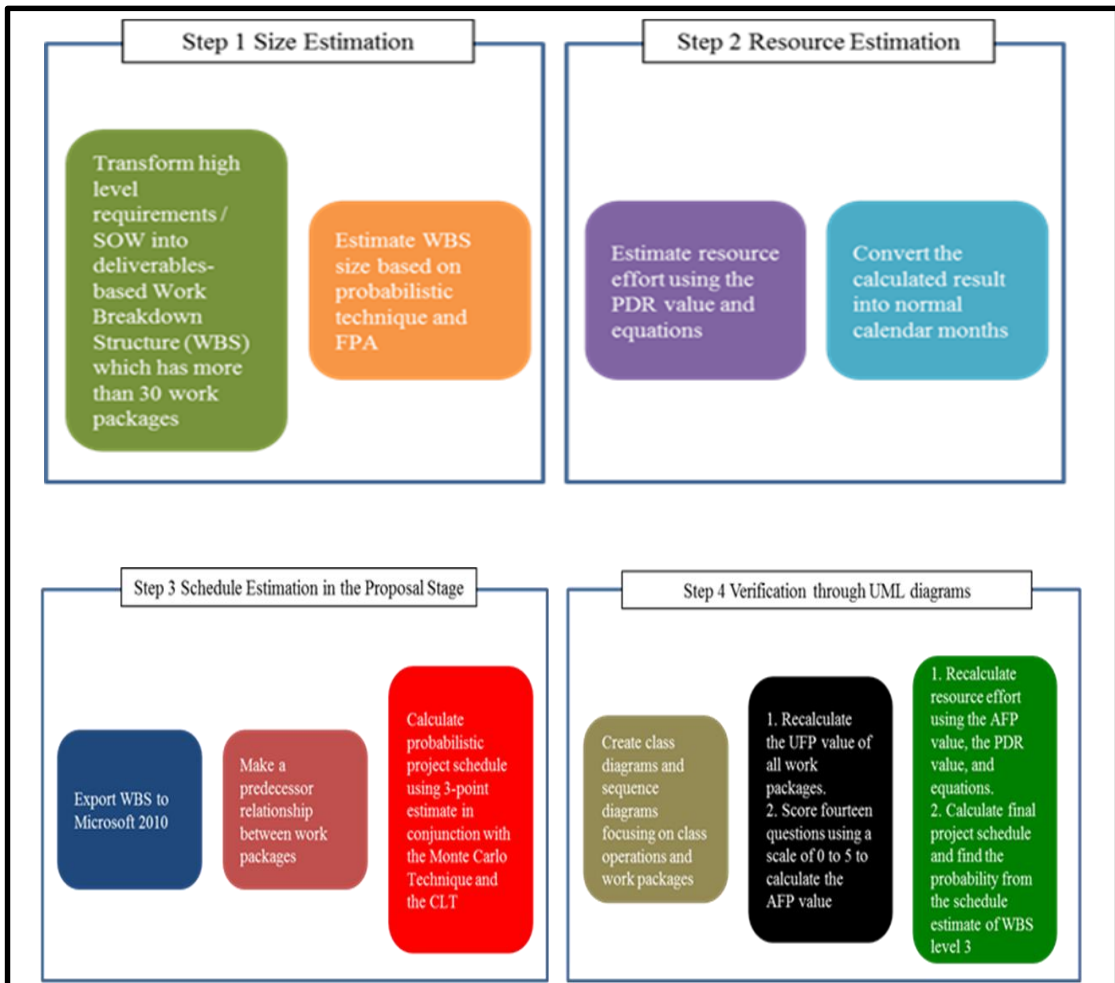 Step 1 Size Estimation
Transform high
level
requirements /
SOW into
deliverables-
based Work
Breakdown
Structure (WBS)
which has more
than 30 work
packages
Estimate WBS
size based on
probabilistic
technique and
FPA
Step 2 Resource Estimation
Estimate resource
effort using the
PDR value and
equations
Convert the
calculated result
into normal
calendar months
Step 3 Schedule Estimation in the Proposal Stage
Export WBS to
Microsoft 2010
Make a
predecessor
relationship
between work
packages
Calculate
probabilistic
project schedule
using 3-point
estimate in
conjunction with
the Monte Carlo
Technique and
the CLT
Step 4 Verification through UML diagrams
Create class
diagrams and
sequence
diagrams
focusing on class
operations and
work packages
1. Recalculate
the UFP value of
all work
packages.
2. Score fourteen
questions using a
scale of 0 to 5 to
calculate the
AFP value
1. Recalculate
resource effort
using the AFP
value, the PDR
value, and
equations.
2. Calculate final
project schedule
and find the
probability from
the schedule
estimate of WBS
level 3